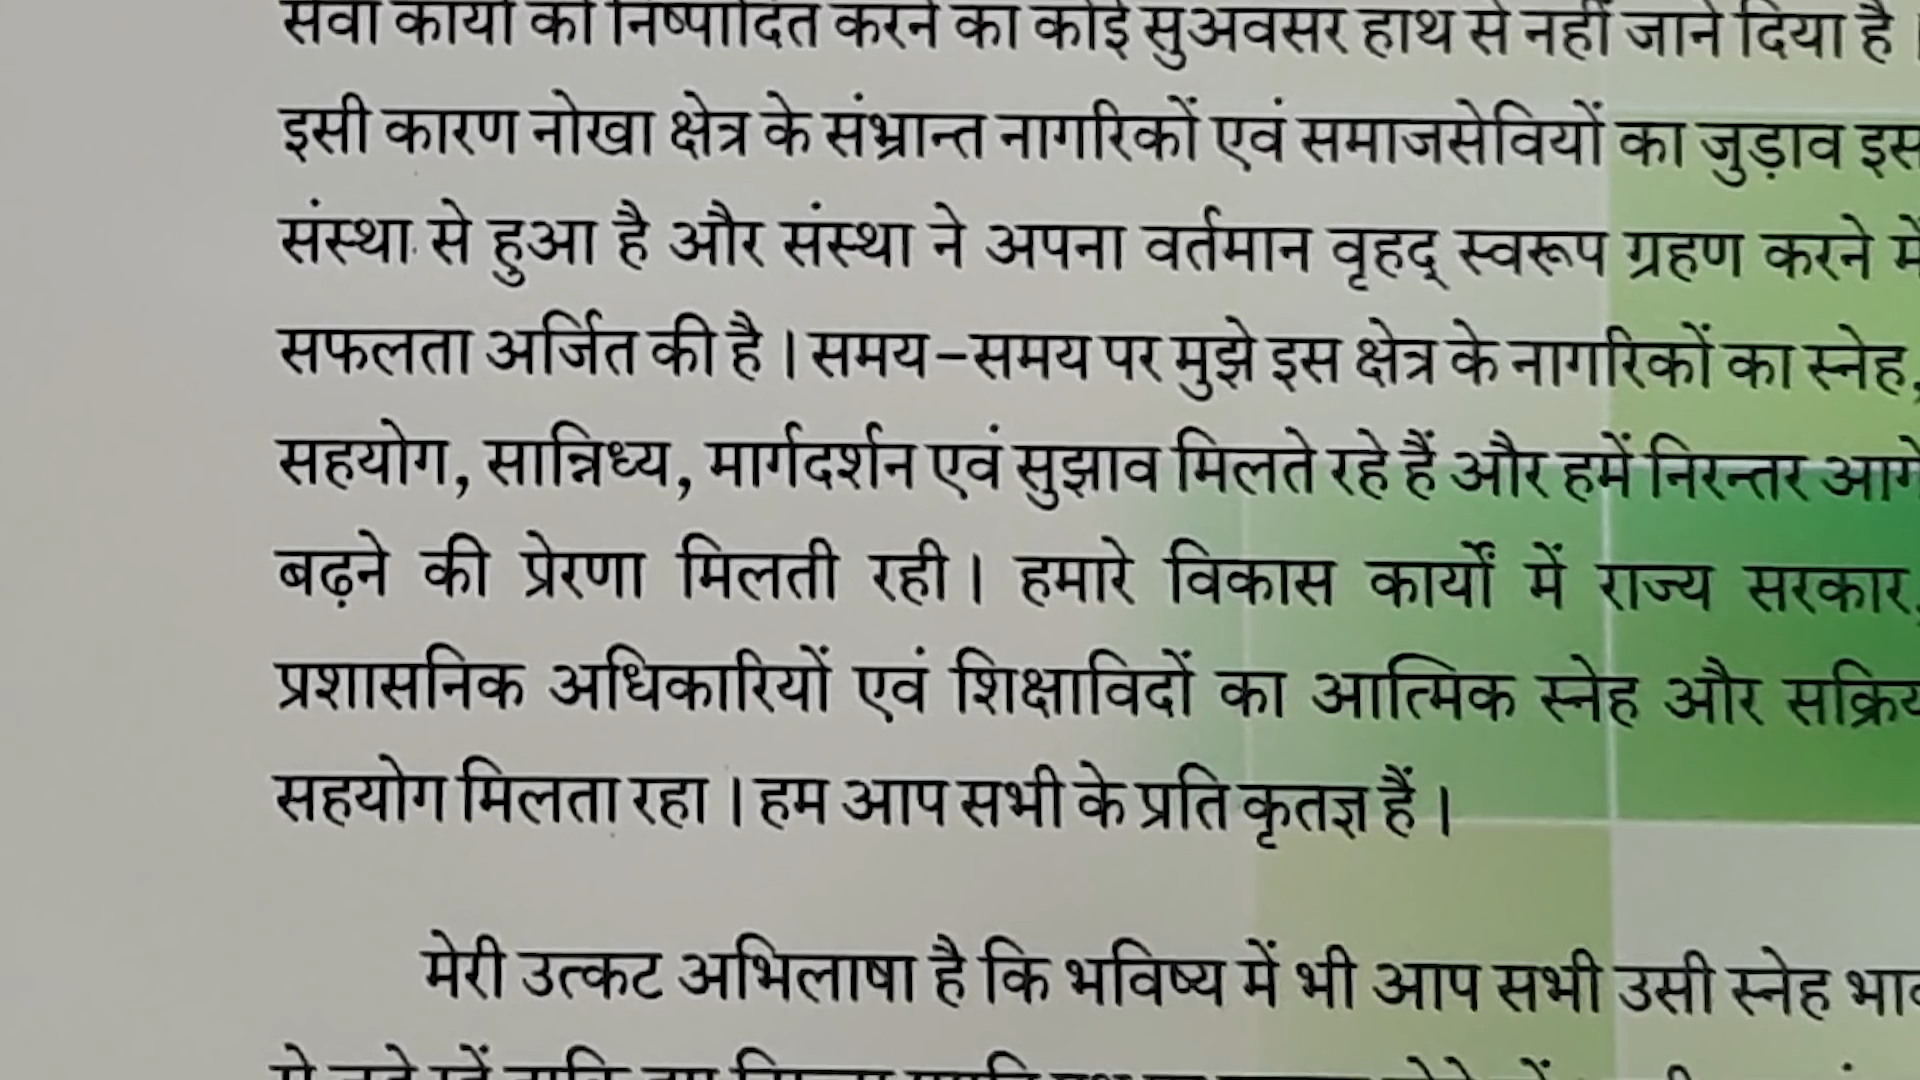 सेवा कार्यों को निष्पादित करने का कोई सुअवसर हाथ से नहीं जाने दिया है ।
इसी कारण नोखा क्षेत्र के संभ्रान्त नागरिकों एवं समाजसेवियों का जुड़ाव इस
संस्था से हुआ है और संस्था ने अपना वर्तमान वृहद् स्वरूप ग्रहण करने में
सफलता अर्जित की है । समय-समय पर मुझे इस क्षेत्र के नागरिकों का स्नेह,
सहयोग, सान्निध्य, मार्गदर्शन एवं सुझाव मिलते रहे हैं और हमें निरन्तर आगे
बढ़ने की प्रेरणा मिलती रही । हमारे विकास कार्यों में राज्य सरकार,
प्रशासनिक अधिकारियों एवं शिक्षाविदों का आत्मिक स्नेह और सक्रिय
सहयोग मिलता रहा । हम आप सभी के प्रति कृतज्ञ हैं ।
मेरी उत्कट अभिलाषा है कि भविष्य में भी आप सभी उसी स्नेह भाव